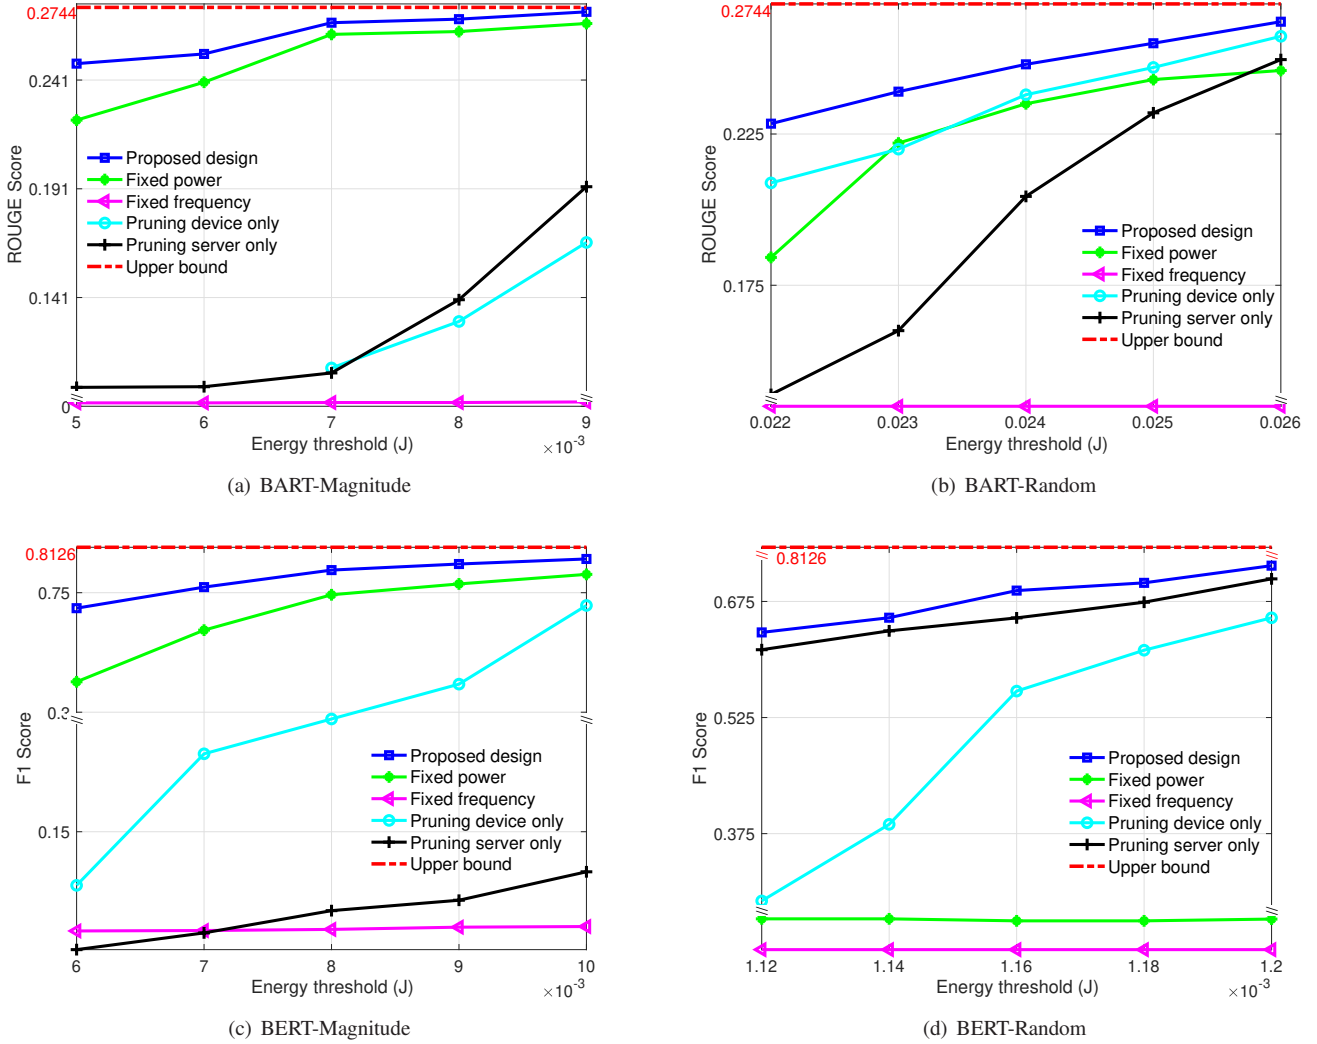 0.2744
0.241
0.191
0.141
0
ROUGE Score
Proposed design
Fixed power
Fixed frequency
Pruning device only
Pruning server only
Upper bound
5 6 7 8 9
Energy threshold (J)
×10⁻³
(a) BART-Magnitude
0.2744
0.225
0.175
ROUGE Score
Proposed design
Fixed power
Fixed frequency
Pruning device only
Pruning server only
Upper bound
0.022 0.023 0.024 0.025 0.026
Energy threshold (J)
(b) BART-Random
0.8126
0.75
0.3
0.15
F1 Score
Proposed design
Fixed power
Fixed frequency
Pruning device only
Pruning server only
Upper bound
6 7 8 9 10
Energy threshold (J)
×10⁻³
(c) BERT-Magnitude
0.8126
0.675
0.525
0.375
F1 Score
Proposed design
Fixed power
Fixed frequency
Pruning device only
Pruning server only
Upper bound
1.12 1.14 1.16 1.18 1.2
Energy threshold (J)
×10⁻³
(d) BERT-Random